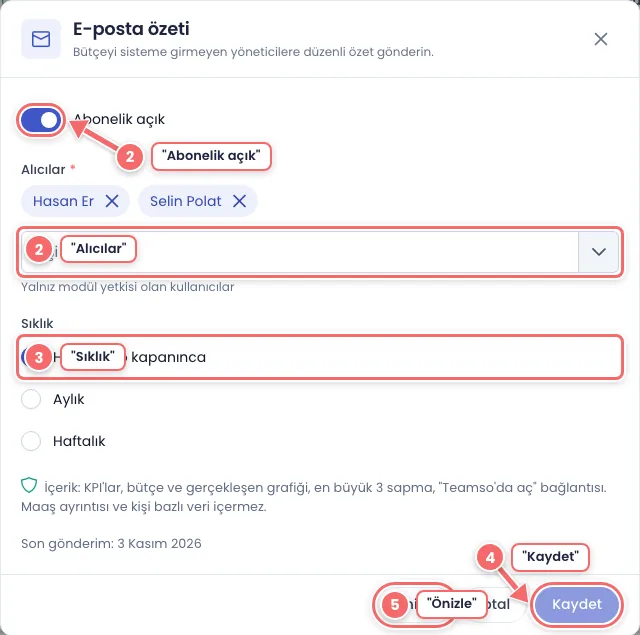 E-posta özeti
Bütçeyi sisteme girmeyen yöneticilere düzenli özet gönderin.
Abonelik açık
2 "Abonelik açık"
Alıcılar *
Hasan Er
Selin Polat
2 "Alıcılar"
Yalnız modül yetkisi olan kullanıcılar
Sıklık
3 "Sıklık" kapanınca
Aylık
Haftalık
İçerik: KPI'lar, bütçe ve gerçekleşen grafiği, en büyük 3 sapma, "Teamso'da aç" bağlantısı.
Maaş ayrıntısı ve kişi bazlı veri içermez.
Son gönderim: 3 Kasım 2026
4 "Kaydet"
5 "Önizle"
Kaydet